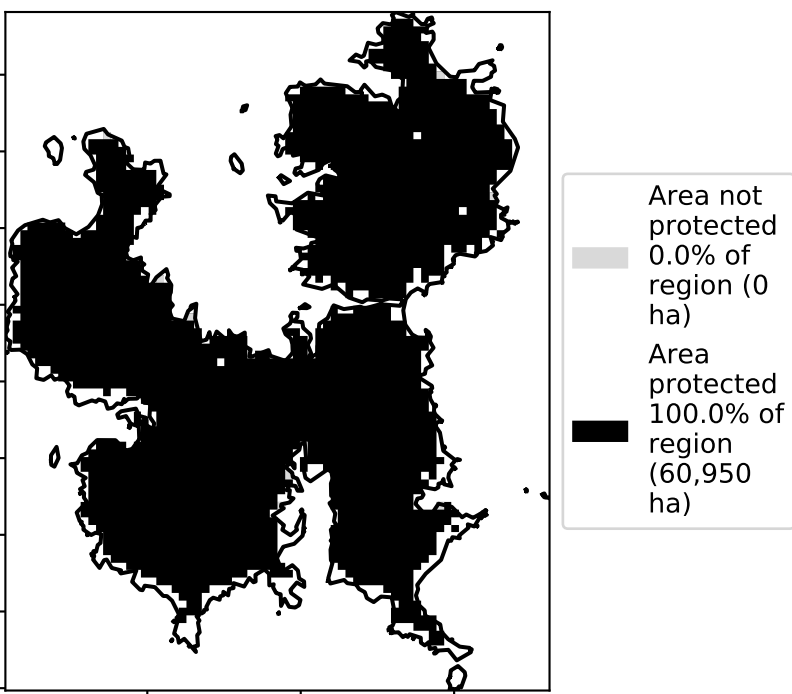 Area not
protected
0.0% of
region (0
ha)
Area
protected
100.0% of
region
(60,950
ha)